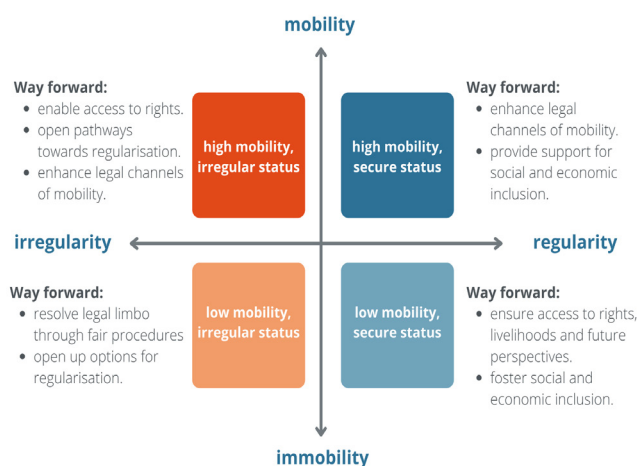 mobility
Way forward:
• enable access to rights.
• open pathways
towards regularisation.
• enhance legal channels
of mobility.
high mobility,
irregular status
high mobility,
secure status
Way forward:
• enhance legal
channels of mobility.
• provide support for
social and economic
inclusion.
irregularity
regularity
Way forward:
• resolve legal limbo
through fair procedures
• open up options for
regularisation.
low mobility,
irregular status
low mobility,
secure status
Way forward:
• ensure access to rights,
livelihoods and future
perspectives.
• foster social and
economic inclusion.
immobility